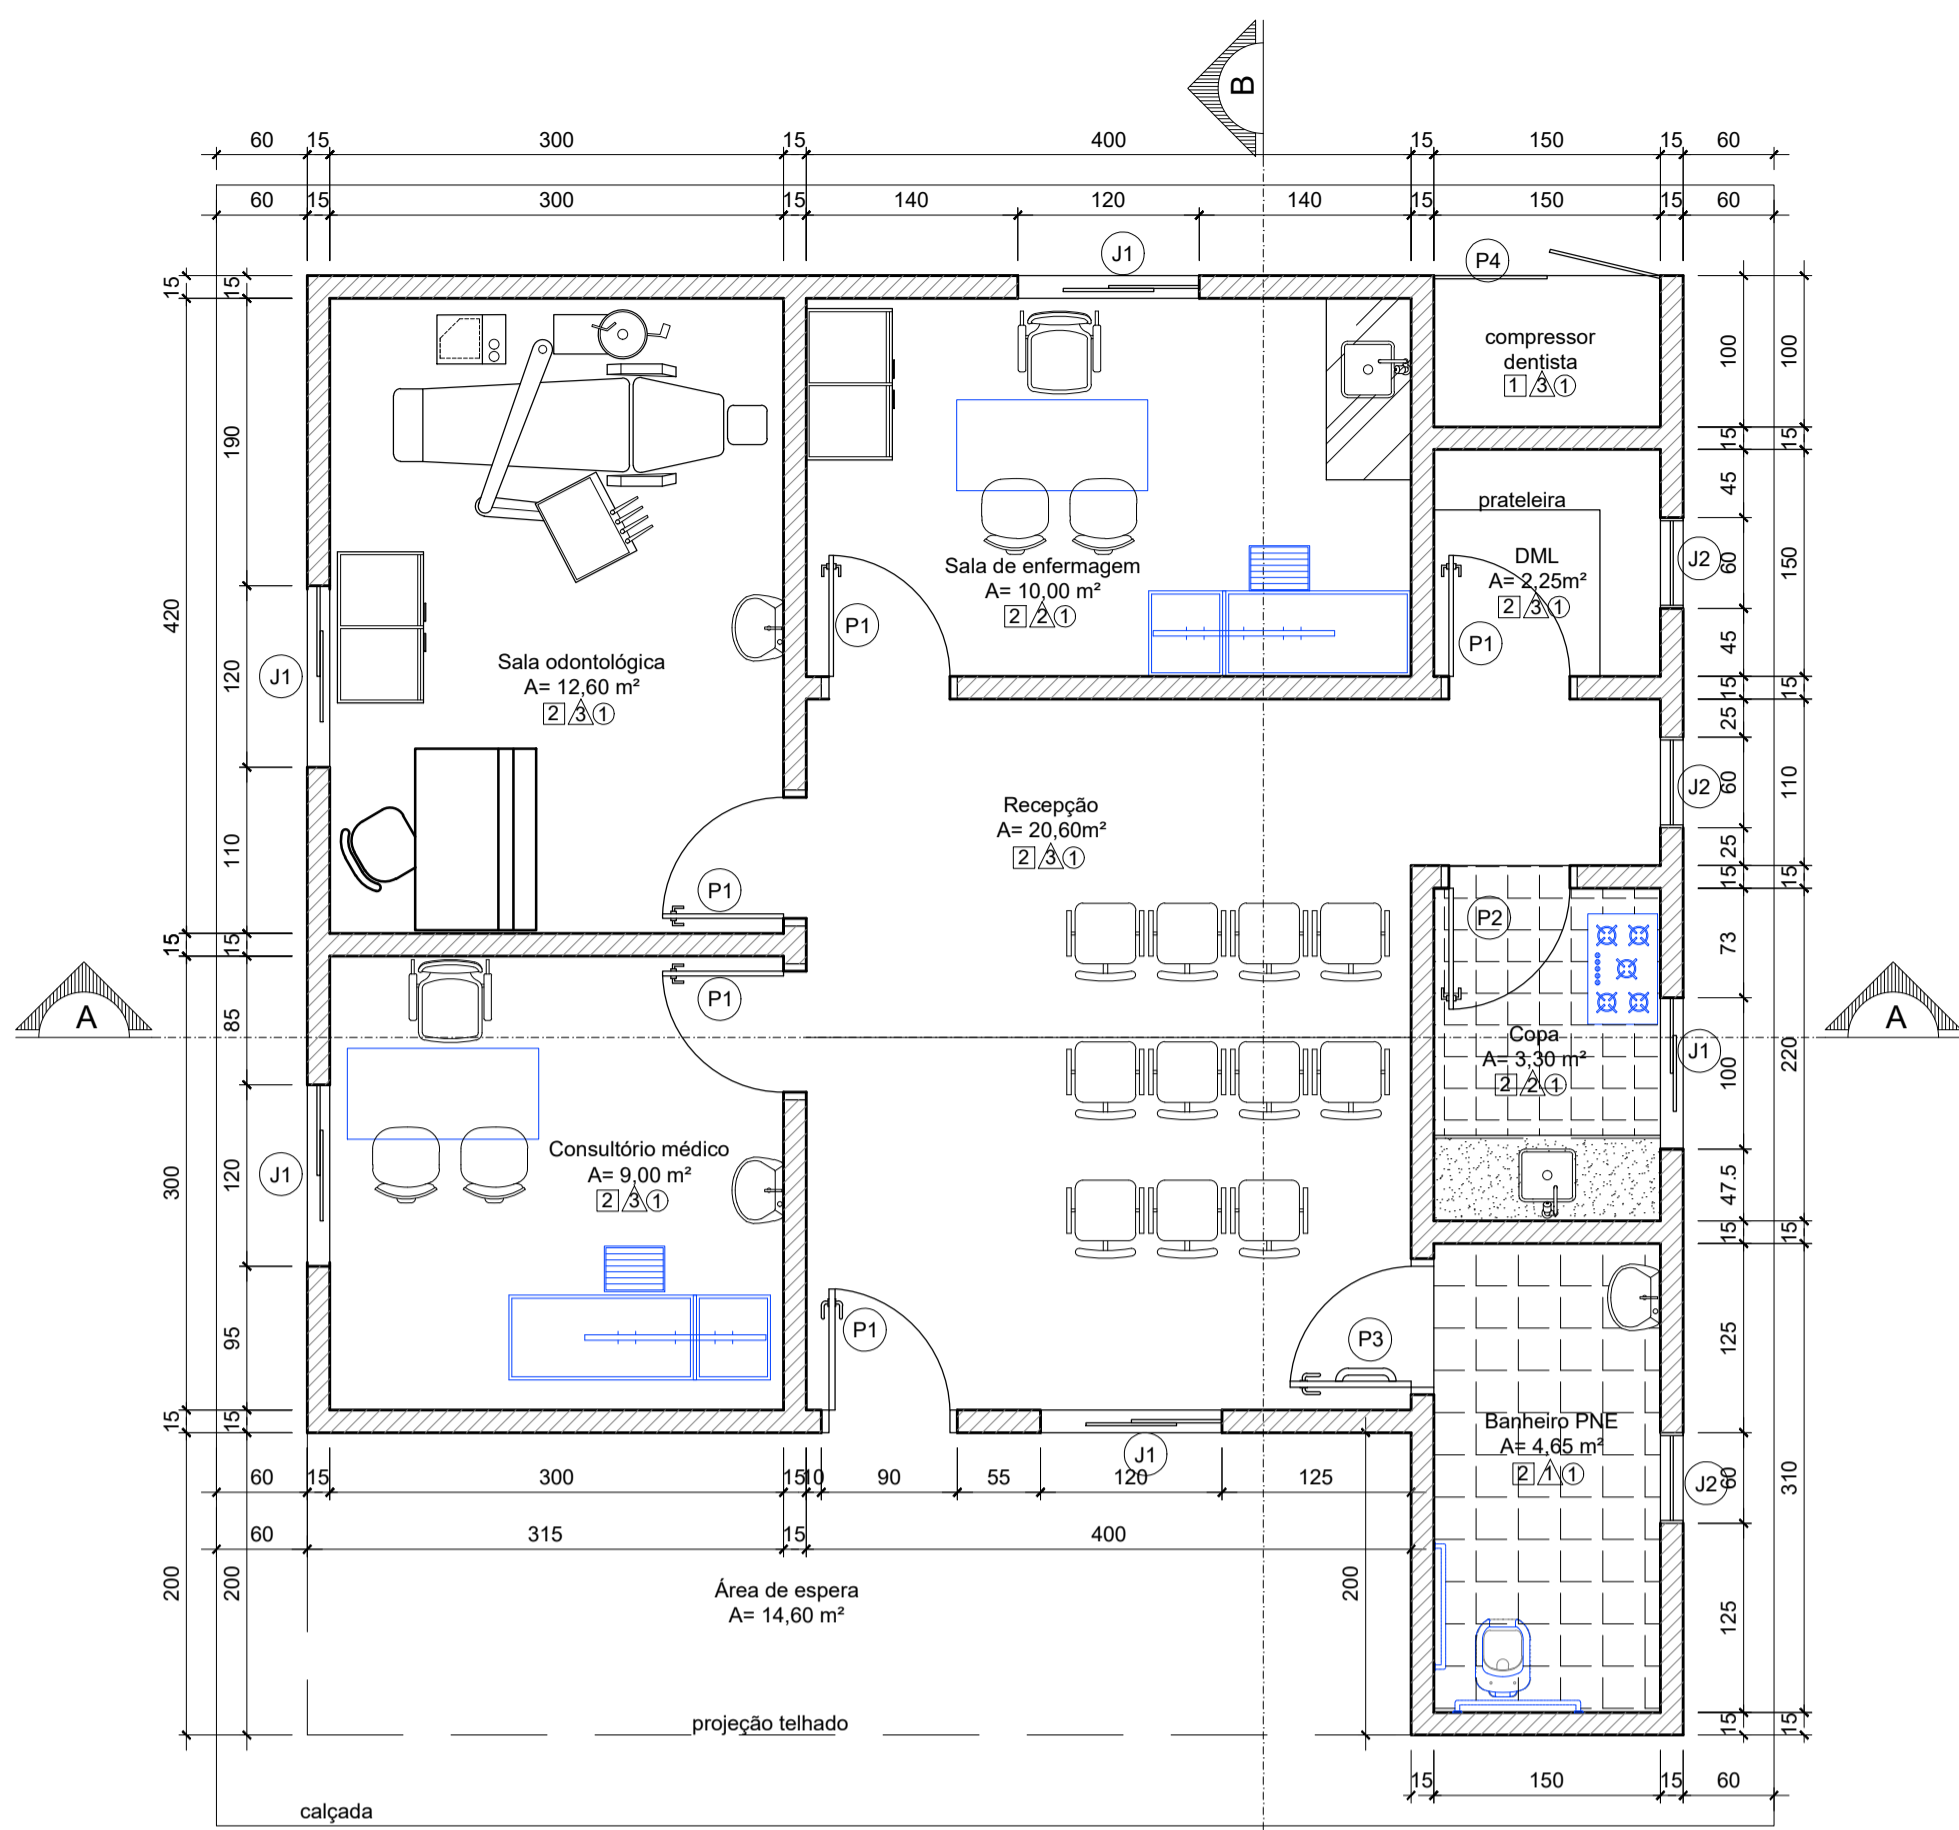 B
60 15 300 15 400 15 150 15 60
60 15 300 15 140 120 140 15 150 15 60
J1
P4
15 15
compressor
dentista
1 3 1
100 100
190
15 15
prateleira
45
Sala de enfermagem
A= 10,00 m²
2 2 1
DML
A= 2,25m²
2 3 1
J2
60
150
420
P1
P1
45
Sala odontológica
A= 12,60 m²
2 3 1
J1
120
15 15
25
Recepção
A= 20,60m²
2 3 1
J2
60
110
110
25
P1
15 15
P2
73
15 15
P1
A
85
A
Copa
A= 3,30 m²
2 2 1
J1
100
220
Consultório médico
A= 9,00 m²
2 3 1
J1
120
300
47.5
15 15
95
P1
P3
125
15 15
Banheiro PNE
A= 4,65 m²
2 1 1
J1
J2
60
310
60 15 300 15 10 90 55 120 125
60 315 15 400
200 200
Área de espera
A= 14,60 m²
200
125
projeção telhado
15 15
15 150 15 60
calçada